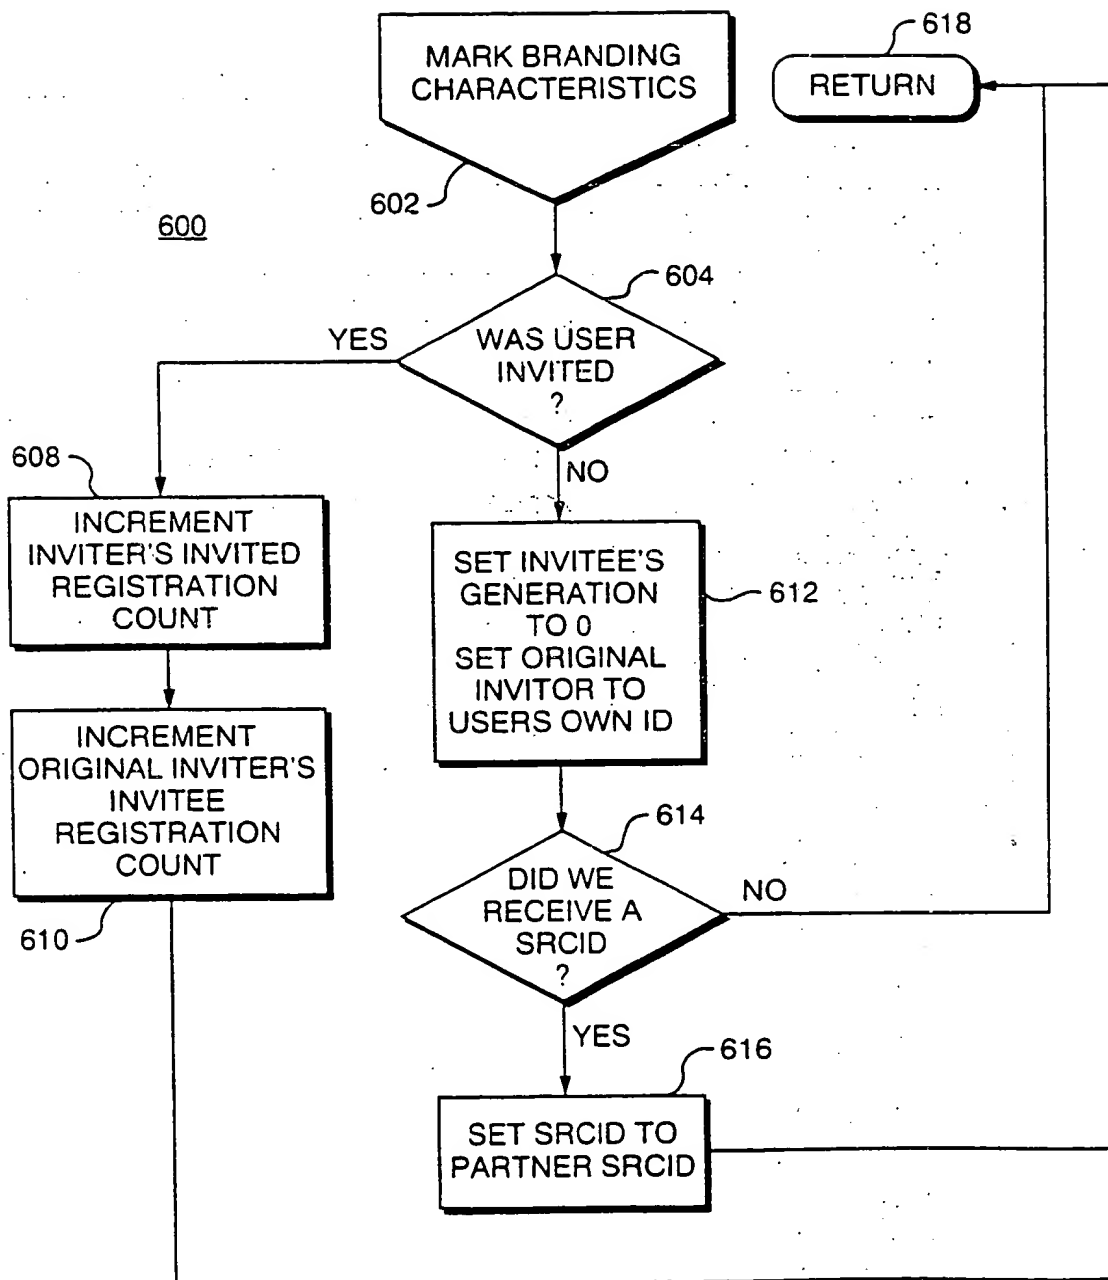 MARK BRANDING
CHARACTERISTICS
618
RETURN
602
600
604
WAS USER
INVITED
?
YES
NO
608
INCREMENT
INVITER'S INVITED
REGISTRATION
COUNT
SET INVITEE'S
GENERATION
TO 0
SET ORIGINAL
INVITOR TO
USERS OWN ID
612
INCREMENT
ORIGINAL INVITER'S
INVITEE
REGISTRATION
COUNT
610
614
DID WE
RECEIVE A
SRCID
?
NO
YES
616
SET SRCID TO
PARTNER SRCID